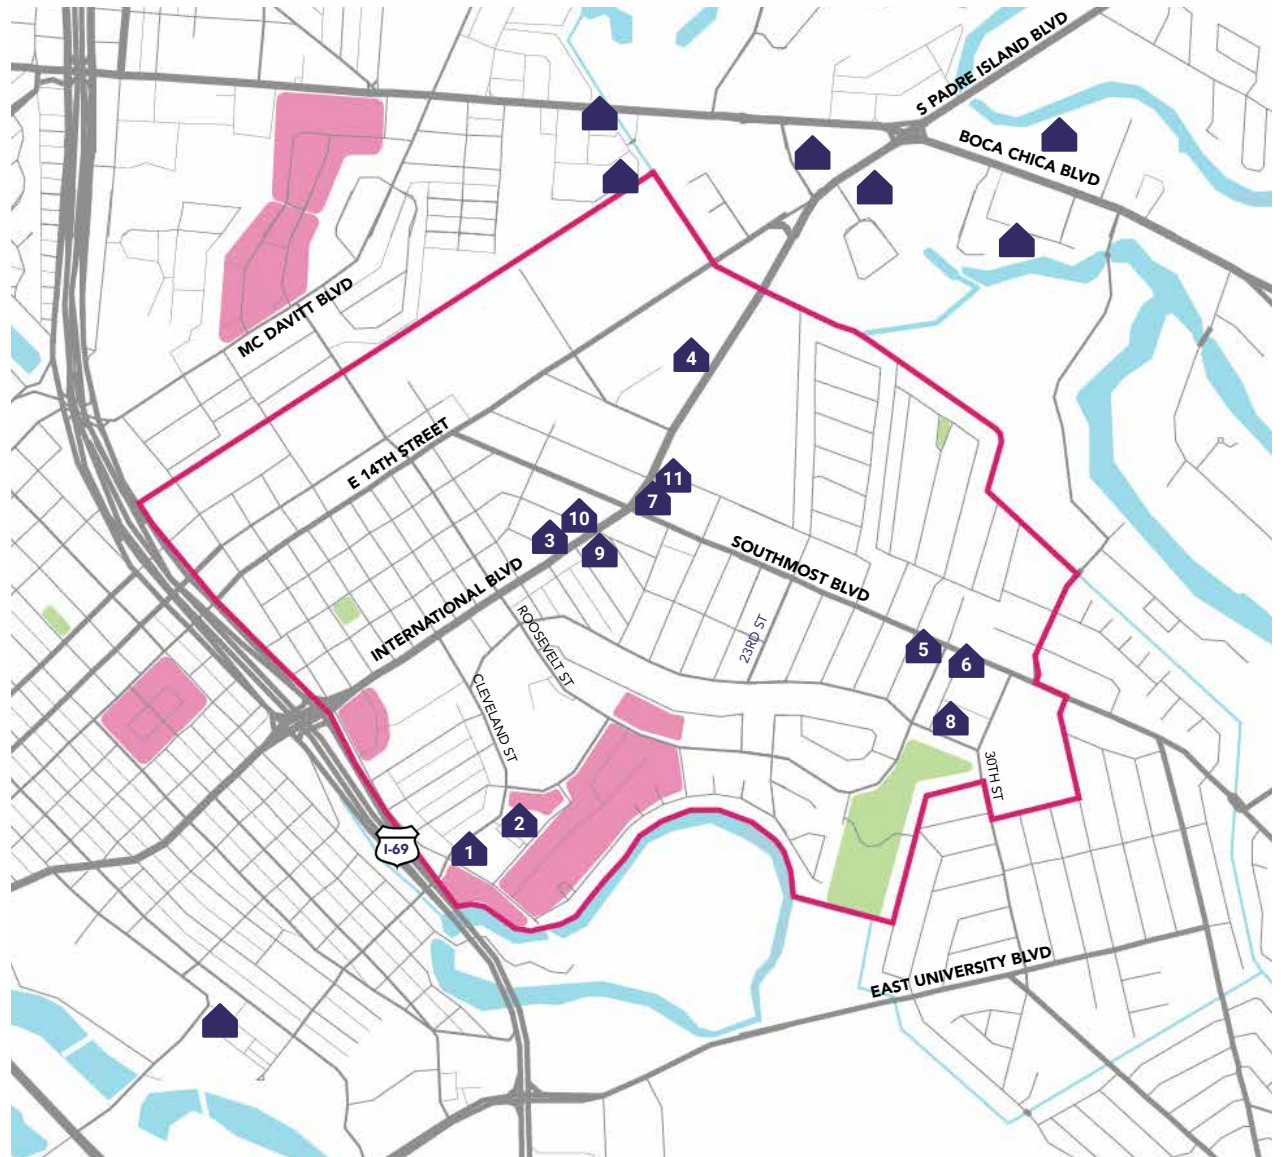 S PADRE ISLAND BLVD
BOCA CHICA BLVD
MC DAVITT BLVD
4
E 14TH STREET
11
7
10
3
9
SOUTHMOST BLVD
INTERNATIONAL BLVD
ROOSEVELT ST
23RD ST
5
6
CLEVELAND ST
8
30TH ST
2
1
I-69
EAST UNIVERSITY BLVD